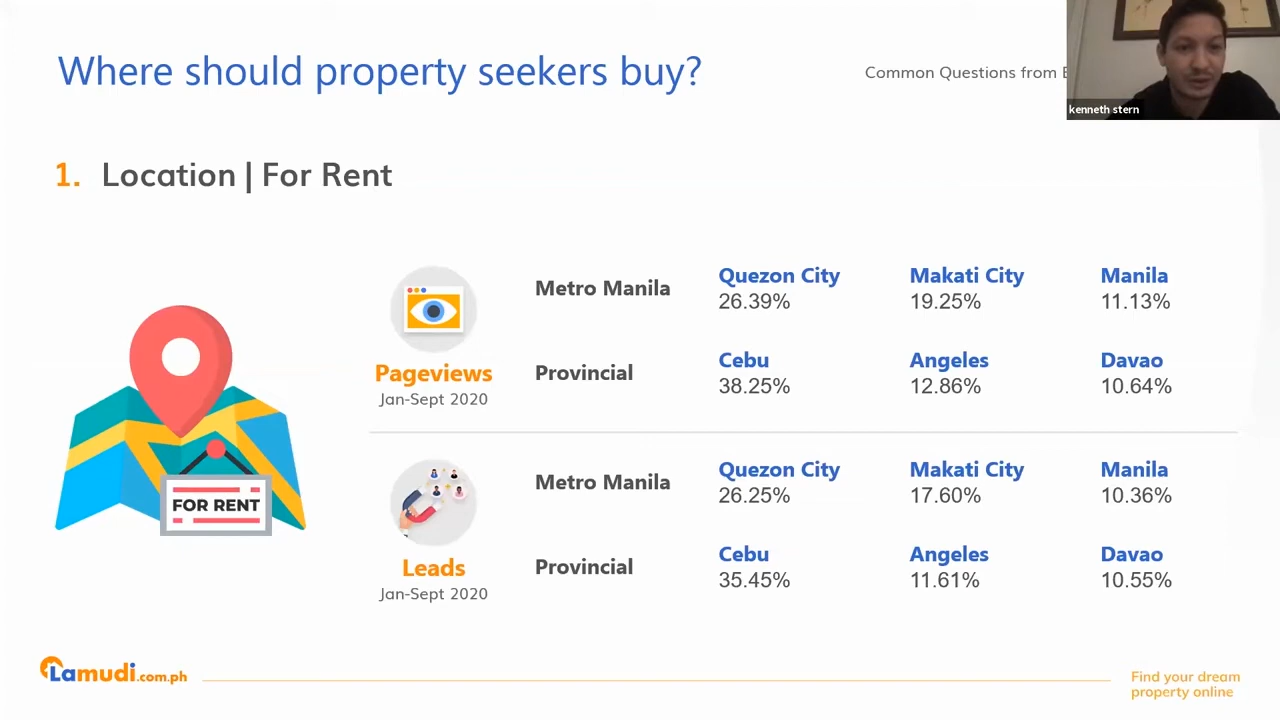 Where should property seekers buy?
Common Questions from
kenneth stern
1. Location | For Rent
Metro Manila
Quezon City
26.39%
Makati City
19.25%
Manila
11.13%
Pageviews
Jan-Sept 2020
Provincial
Cebu
38.25%
Angeles
12.86%
Davao
10.64%
FOR RENT
Metro Manila
Quezon City
26.25%
Makati City
17.60%
Manila
10.36%
Leads
Jan-Sept 2020
Provincial
Cebu
35.45%
Angeles
11.61%
Davao
10.55%
Lamudi.com.ph
Find your dream
property online